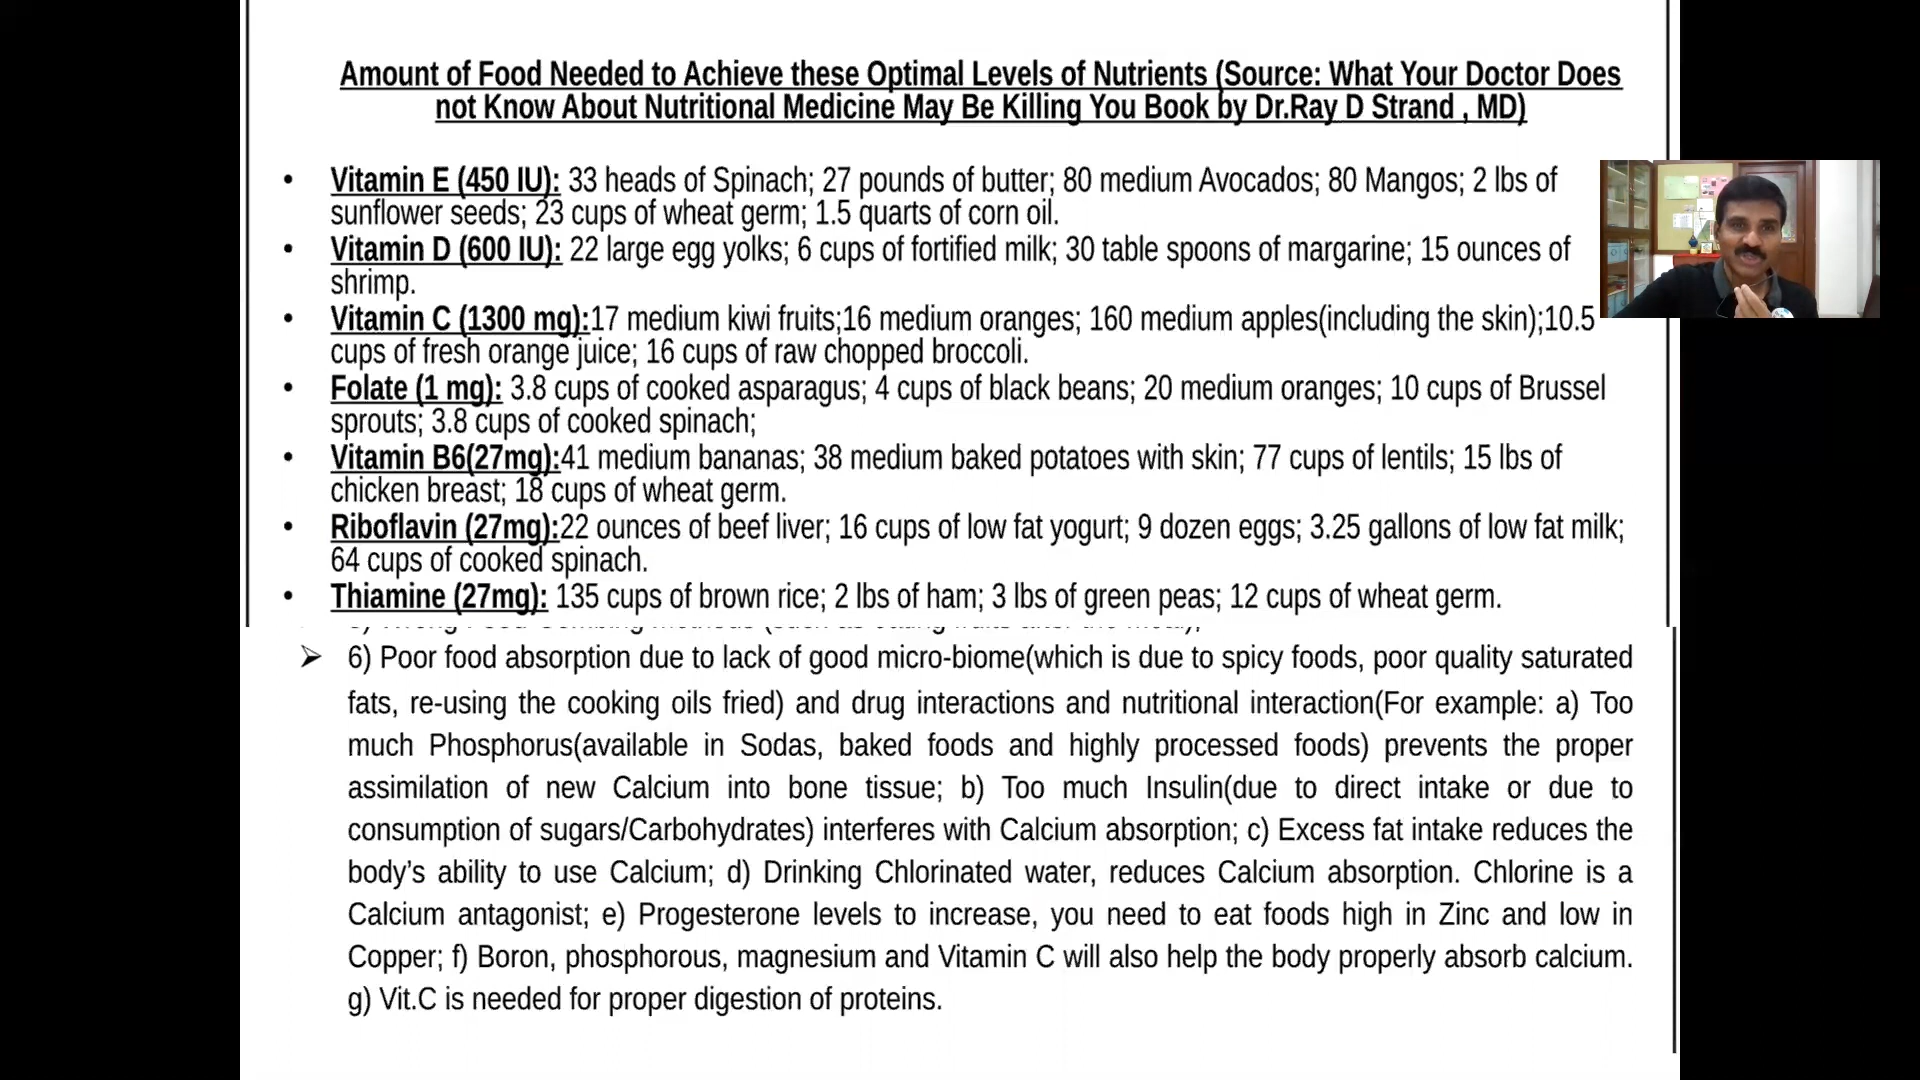 Amount of Food Needed to Achieve these Optimal Levels of Nutrients (Source: What Your Doctor Does
not Know About Nutritional Medicine May Be Killing You Book by Dr.Ray D Strand , MD)
• Vitamin E (450 IU): 33 heads of Spinach; 27 pounds of butter; 80 medium Avocados; 80 Mangos; 2 lbs of
sunflower seeds; 23 cups of wheat germ; 1.5 quarts of corn oil.
• Vitamin D (600 IU): 22 large egg yolks; 6 cups of fortified milk; 30 table spoons of margarine; 15 ounces of
shrimp.
• Vitamin C (1300 mg):17 medium kiwi fruits;16 medium oranges; 160 medium apples(including the skin);10.5
cups of fresh orange juice; 16 cups of raw chopped broccoli.
• Folate (1 mg): 3.8 cups of cooked asparagus; 4 cups of black beans; 20 medium oranges; 10 cups of Brussel
sprouts; 3.8 cups of cooked spinach;
• Vitamin B6(27mg):41 medium bananas; 38 medium baked potatoes with skin; 77 cups of lentils; 15 lbs of
chicken breast; 18 cups of wheat germ.
• Riboflavin (27mg):22 ounces of beef liver; 16 cups of low fat yogurt; 9 dozen eggs; 3.25 gallons of low fat milk;
64 cups of cooked spinach.
• Thiamine (27mg): 135 cups of brown rice; 2 lbs of ham; 3 lbs of green peas; 12 cups of wheat germ.
➢ 6) Poor food absorption due to lack of good micro-biome(which is due to spicy foods, poor quality saturated
fats, re-using the cooking oils fried) and drug interactions and nutritional interaction(For example: a) Too
much Phosphorus(available in Sodas, baked foods and highly processed foods) prevents the proper
assimilation of new Calcium into bone tissue; b) Too much Insulin(due to direct intake or due to
consumption of sugars/Carbohydrates) interferes with Calcium absorption; c) Excess fat intake reduces the
body's ability to use Calcium; d) Drinking Chlorinated water, reduces Calcium absorption. Chlorine is a
Calcium antagonist; e) Progesterone levels to increase, you need to eat foods high in Zinc and low in
Copper; f) Boron, phosphorous, magnesium and Vitamin C will also help the body properly absorb calcium.
g) Vit.C is needed for proper digestion of proteins.